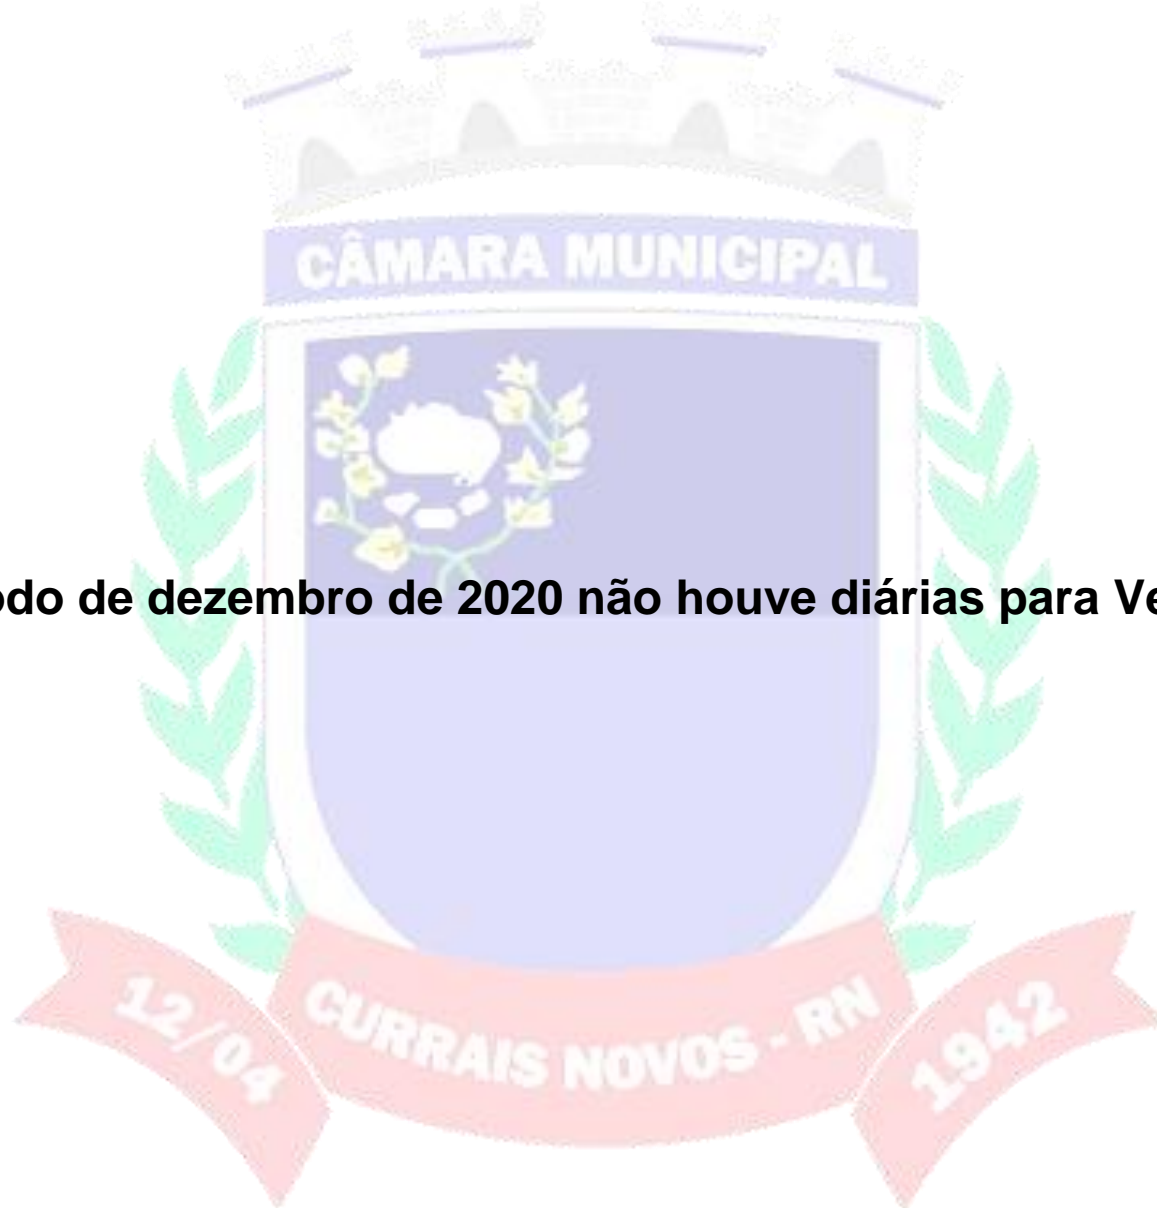 CÂMARA MUNICIPAL
odo de dezembro de 2020 não houve diárias para Ve
12/04
CURRAIS NOVOS - RN
1942